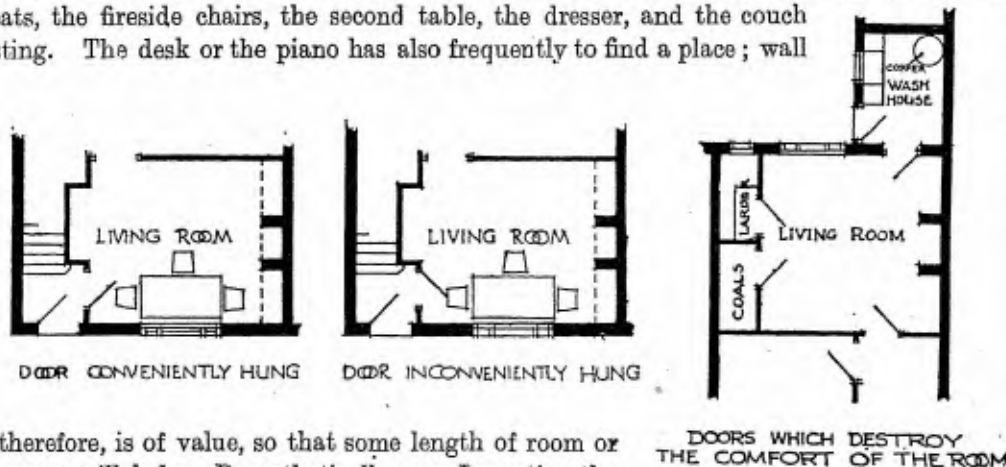 ats, the fireside chairs, the second table, the dresser, and the couch
ting. The desk or the piano has also frequently to find a place; wall
LIVING ROOM
DOOR CONVENIENTLY HUNG
LIVING ROOM
DOOR INCONVENIENTLY HUNG
COPPER
WASH
HOUSE
LARDER
LIVING ROOM
COALS
DOORS WHICH DESTROY
THE COMFORT OF THE ROOM
therefore, is of value, so that some length of room or